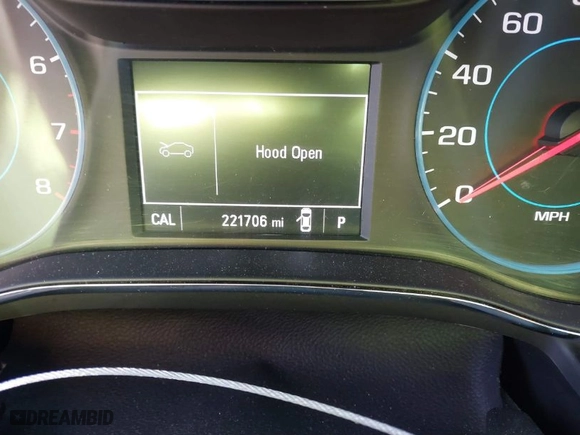 6
7
8
Hood Open
CAL 221706 mi P
60
40
20
0
MPH
DREAMBID